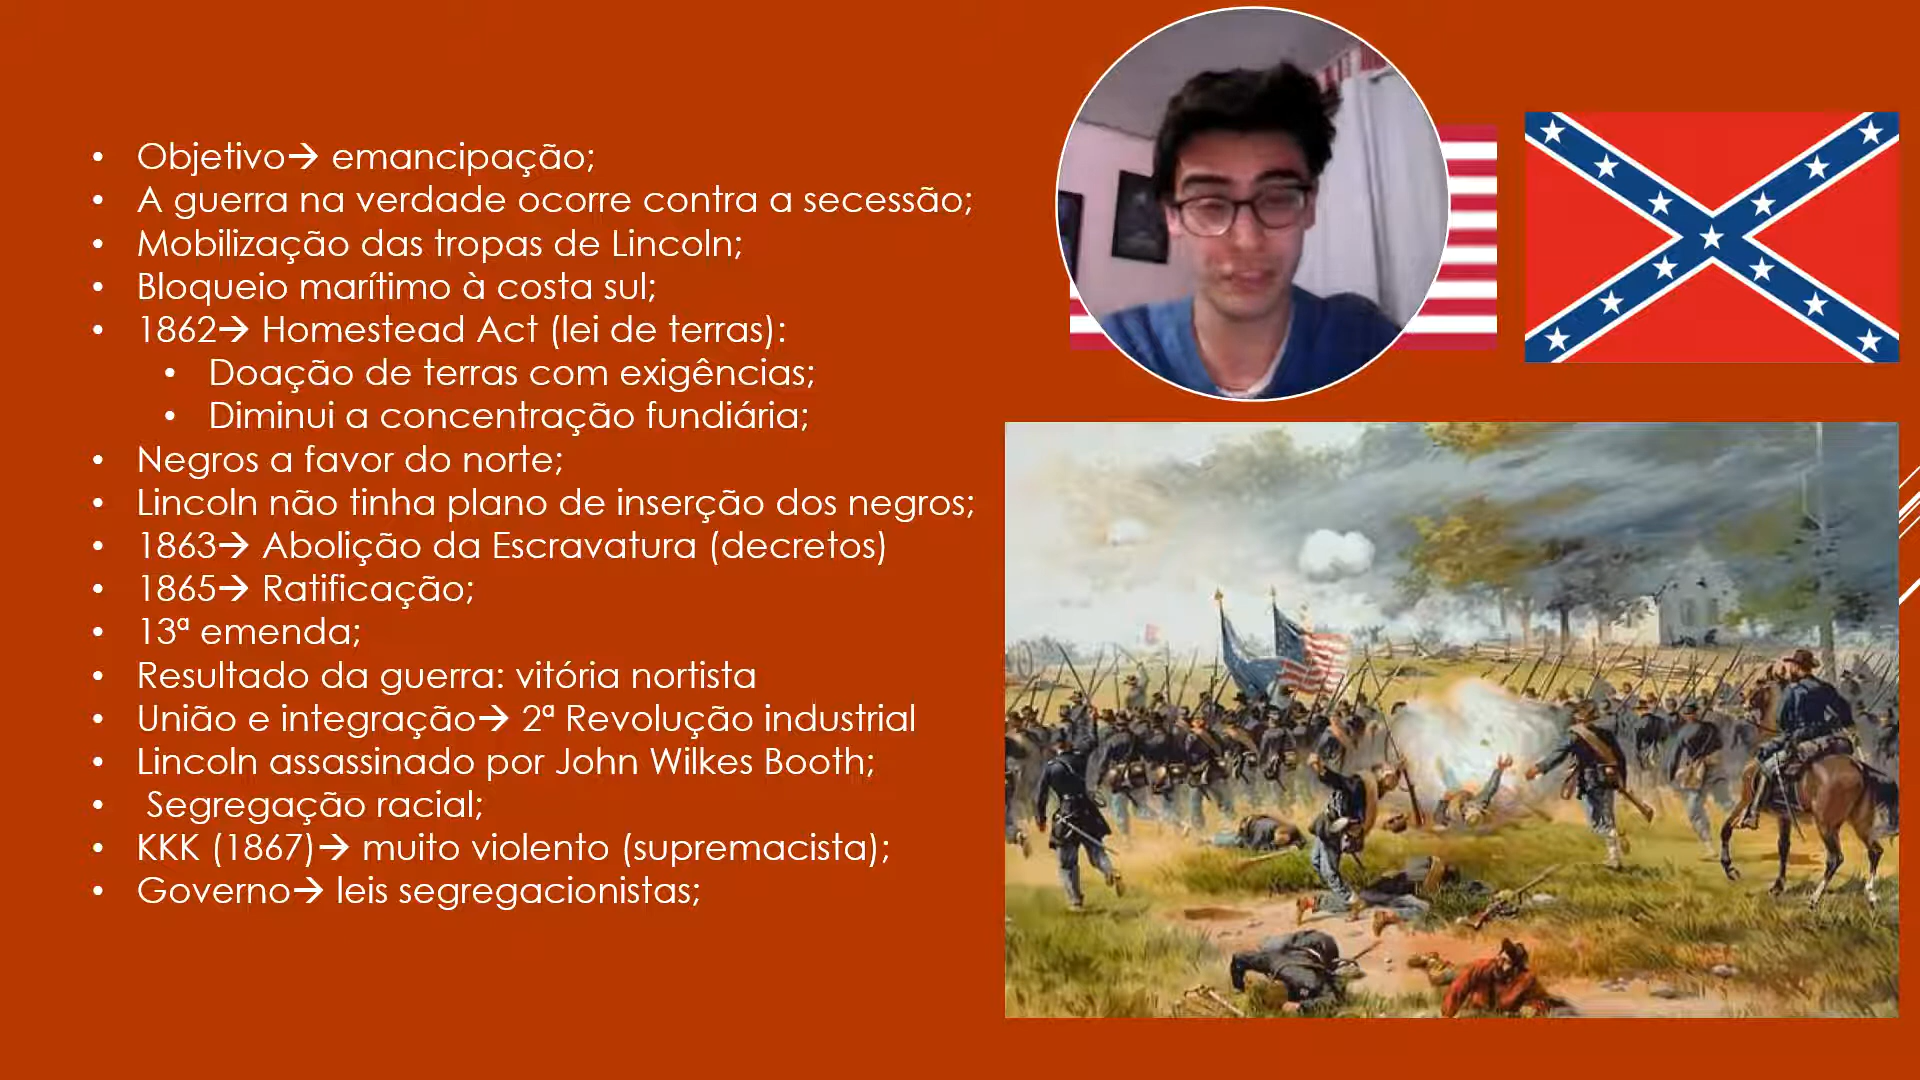 • Objetivo→ emancipação;
• A guerra na verdade ocorre contra a secessão;
• Mobilização das tropas de Lincoln;
• Bloqueio marítimo à costa sul;
• 1862→ Homestead Act (lei de terras):
• Doação de terras com exigências;
• Diminui a concentração fundiária;
• Negros a favor do norte;
• Lincoln não tinha plano de inserção dos negros;
• 1863→ Abolição da Escravatura (decretos)
• 1865→ Ratificação;
• 13ª emenda;
• Resultado da guerra: vitória nortista
• União e integração→ 2ª Revolução industrial
• Lincoln assassinado por John Wilkes Booth;
• Segregação racial;
• KKK (1867)→ muito violento (supremacista);
• Governo→ leis segregacionistas;